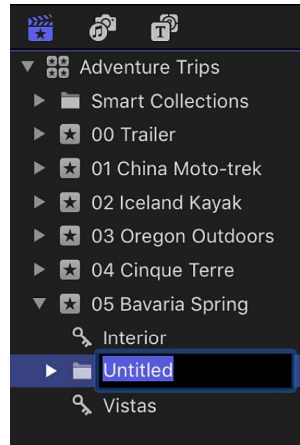 Adventure Trips
Smart Collections
00 Trailer
01 China Moto-trek
02 Iceland Kayak
03 Oregon Outdoors
04 Cinque Terre
05 Bavaria Spring
Interior
Untitled
Vistas